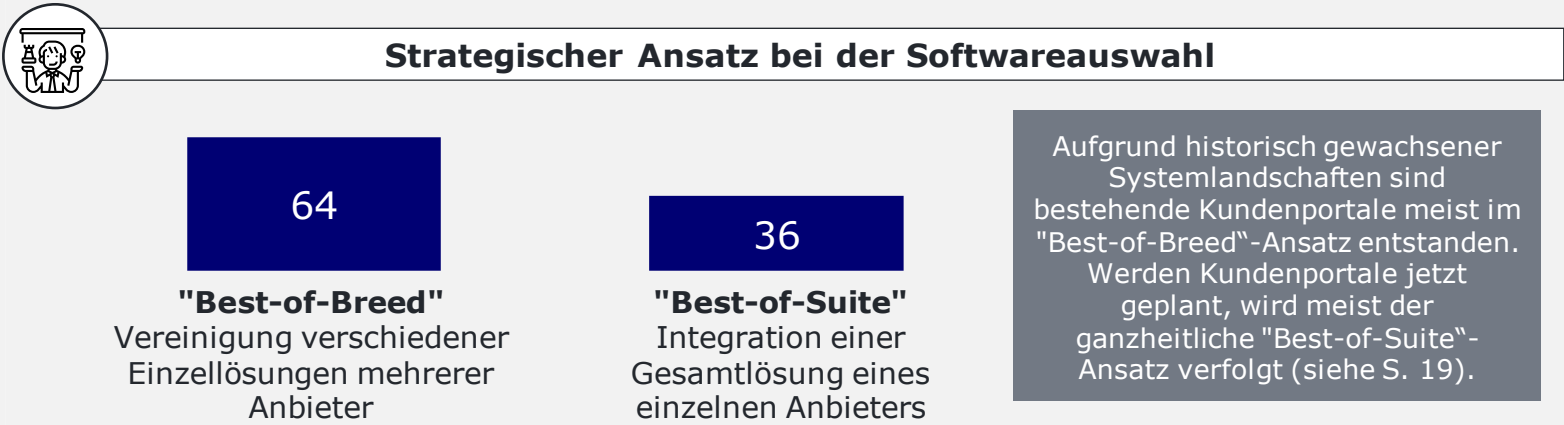 Strategischer Ansatz bei der Softwareauswahl
64
"Best-of-Breed"
Vereinigung verschiedener
Einzellösungen mehrerer
Anbieter
36
"Best-of-Suite"
Integration einer
Gesamtlösung eines
einzelnen Anbieters
Aufgrund historisch gewachsener
Systemlandschaften sind
bestehende Kundenportale meist im
"Best-of-Breed“-Ansatz entstanden.
Werden Kundenportale jetzt
geplant, wird meist der
ganzheitliche "Best-of-Suite“-
Ansatz verfolgt (siehe S. 19).